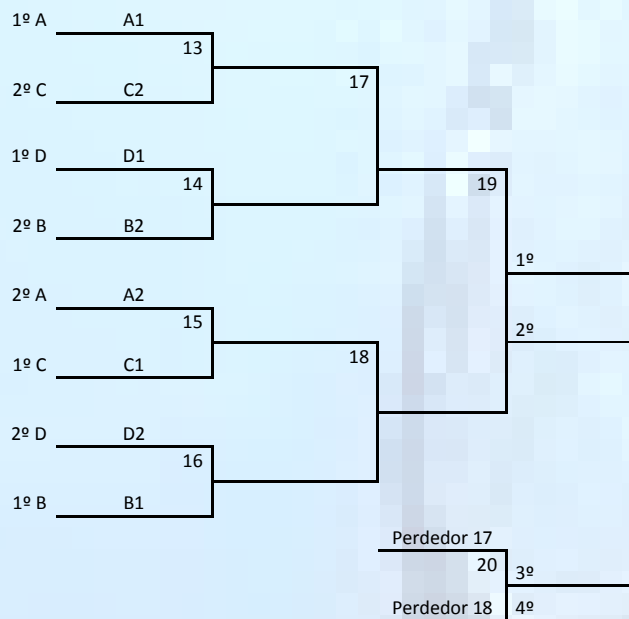 1º A A1
13
2º C C2
17
1º D D1
14
19
2º B B2
1º
2º A A2
15
2º
18
1º C C1
2º D D2
16
1º B B1
Perdedor 17
20
3º
Perdedor 18 4º